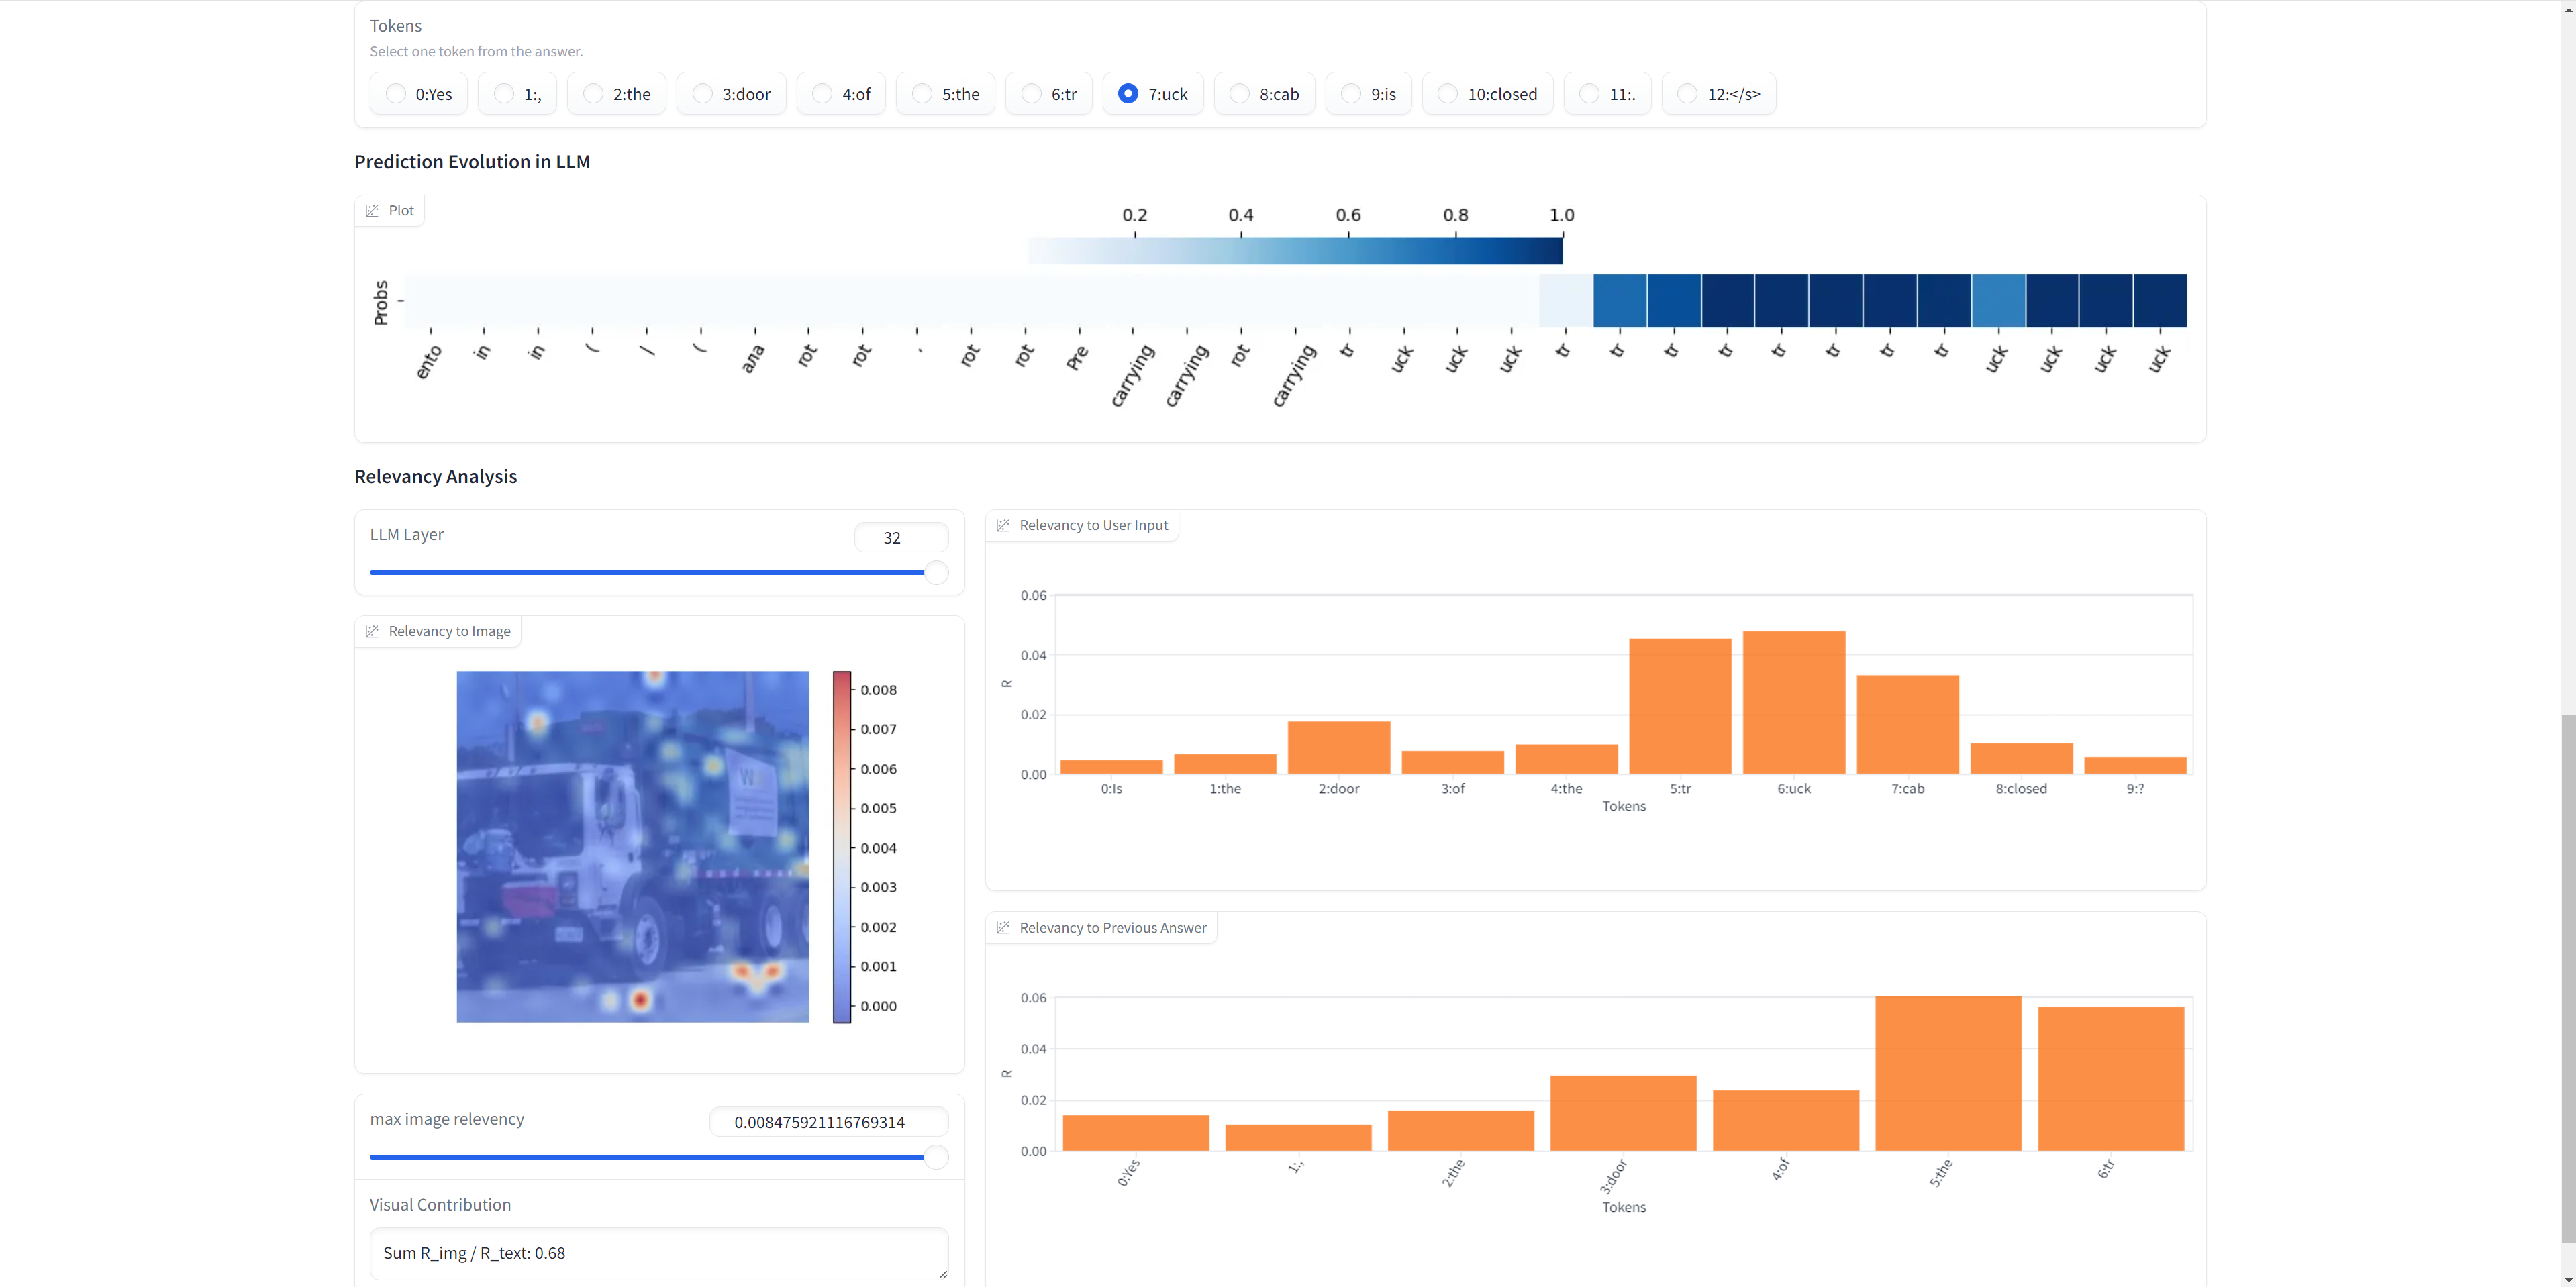 Tokens
Select one token from the answer.
0:Yes 1:, 2:the 3:door 4:of 5:the 6:tr 7:uck 8:cab 9:is 10:closed 11:. 12:</s>
Prediction Evolution in LLM
Plot
0.2 0.4 0.6 0.8 1.0
Probs
ento in in ( / ( ana rot rot , rot rot Pre carrying carrying rot carrying tr uck uck uck tr tr tr tr tr tr tr tr uck uck uck uck
Relevancy Analysis
LLM Layer
32
Relevancy to Image
W
0.008
0.007
0.006
0.005
0.004
0.003
0.002
0.001
0.000
max image relevency
0.008475921116769314
Visual Contribution
Sum R_img / R_text: 0.68
Relevancy to User Input
0.06
0.04
0.02
0.00
R
0:Is 1:the 2:door 3:of 4:the 5:tr 6:uck 7:cab 8:closed 9:?
Tokens
Relevancy to Previous Answer
0.06
0.04
0.02
0.00
R
0:Yes 1:, 2:the 3:door 4:of 5:the 6:tr
Tokens